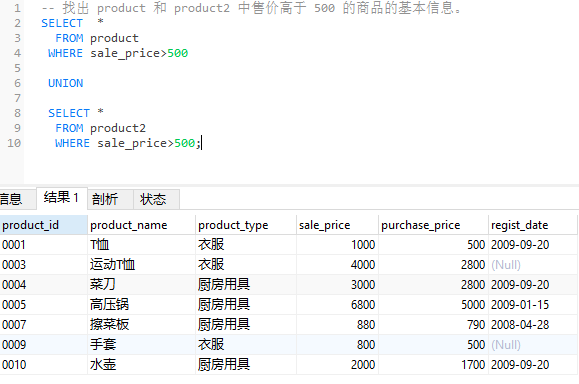 1 -- 找出 product 和 product2 中售价高于 500 的商品的基本信息。
2 SELECT *
3 FROM product
4 WHERE sale_price>500
5
6 UNION
7
8 SELECT *
9 FROM product2
10 WHERE sale_price>500;
信息 结果 1 剖析 状态
product_id product_name product_type sale_price purchase_price regist_date
0001 T恤 衣服 1000 500 2009-09-20
0003 运动T恤 衣服 4000 2800 (Null)
0004 菜刀 厨房用具 3000 2800 2009-09-20
0005 高压锅 厨房用具 6800 5000 2009-01-15
0007 擦菜板 厨房用具 880 790 2008-04-28
0009 手套 衣服 800 500 (Null)
0010 水壶 厨房用具 2000 1700 2009-09-20